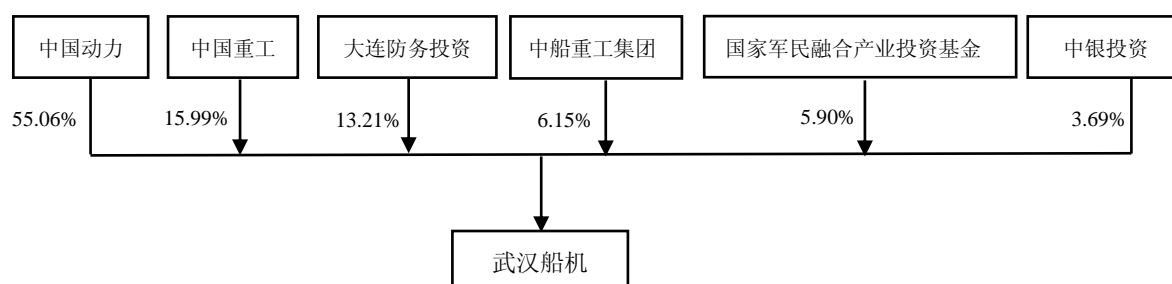 中国动力
中国重工
大连防务投资
中船重工集团
国家军民融合产业投资基金
中银投资
55.06%
15.99%
13.21%
6.15%
5.90%
3.69%
武汉船机